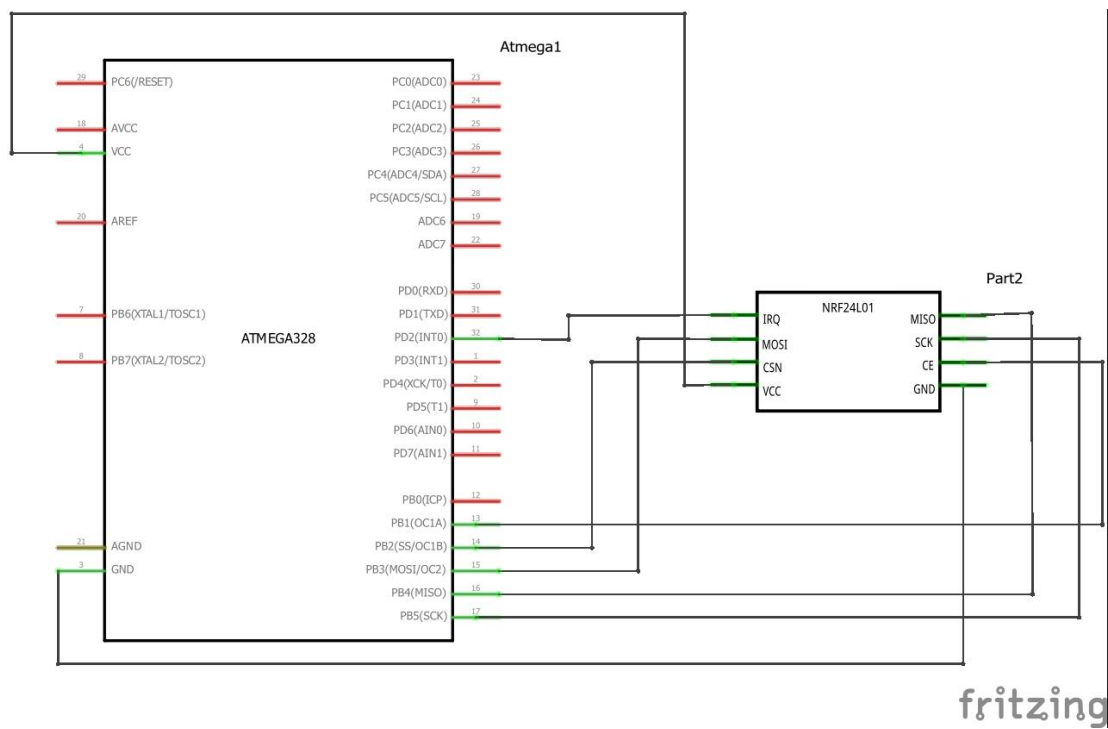 Atmega1
29 PC6(/RESET)
18 AVCC
4 VCC
20 AREF
7 PB6(XTAL1/TOSC1)
8 PB7(XTAL2/TOSC2)
21 AGND
3 GND
ATMEGA328
PC0(ADC0) 23
PC1(ADC1) 24
PC2(ADC2) 25
PC3(ADC3) 26
PC4(ADC4/SDA) 27
PC5(ADC5/SCL) 28
ADC6 19
ADC7 22
PD0(RXD) 30
PD1(TXD) 31
PD2(INT0) 32
PD3(INT1) 1
PD4(XCK/T0) 2
PD5(T1) 9
PD6(AIN0) 10
PD7(AIN1) 11
PB0(ICP) 12
PB1(OC1A) 13
PB2(SS/OC1B) 14
PB3(MOSI/OC2) 15
PB4(MISO) 16
PB5(SCK) 17
Part2
NRF24L01
IRQ
MOSI
CSN
VCC
MISO
SCK
CE
GND
fritzing